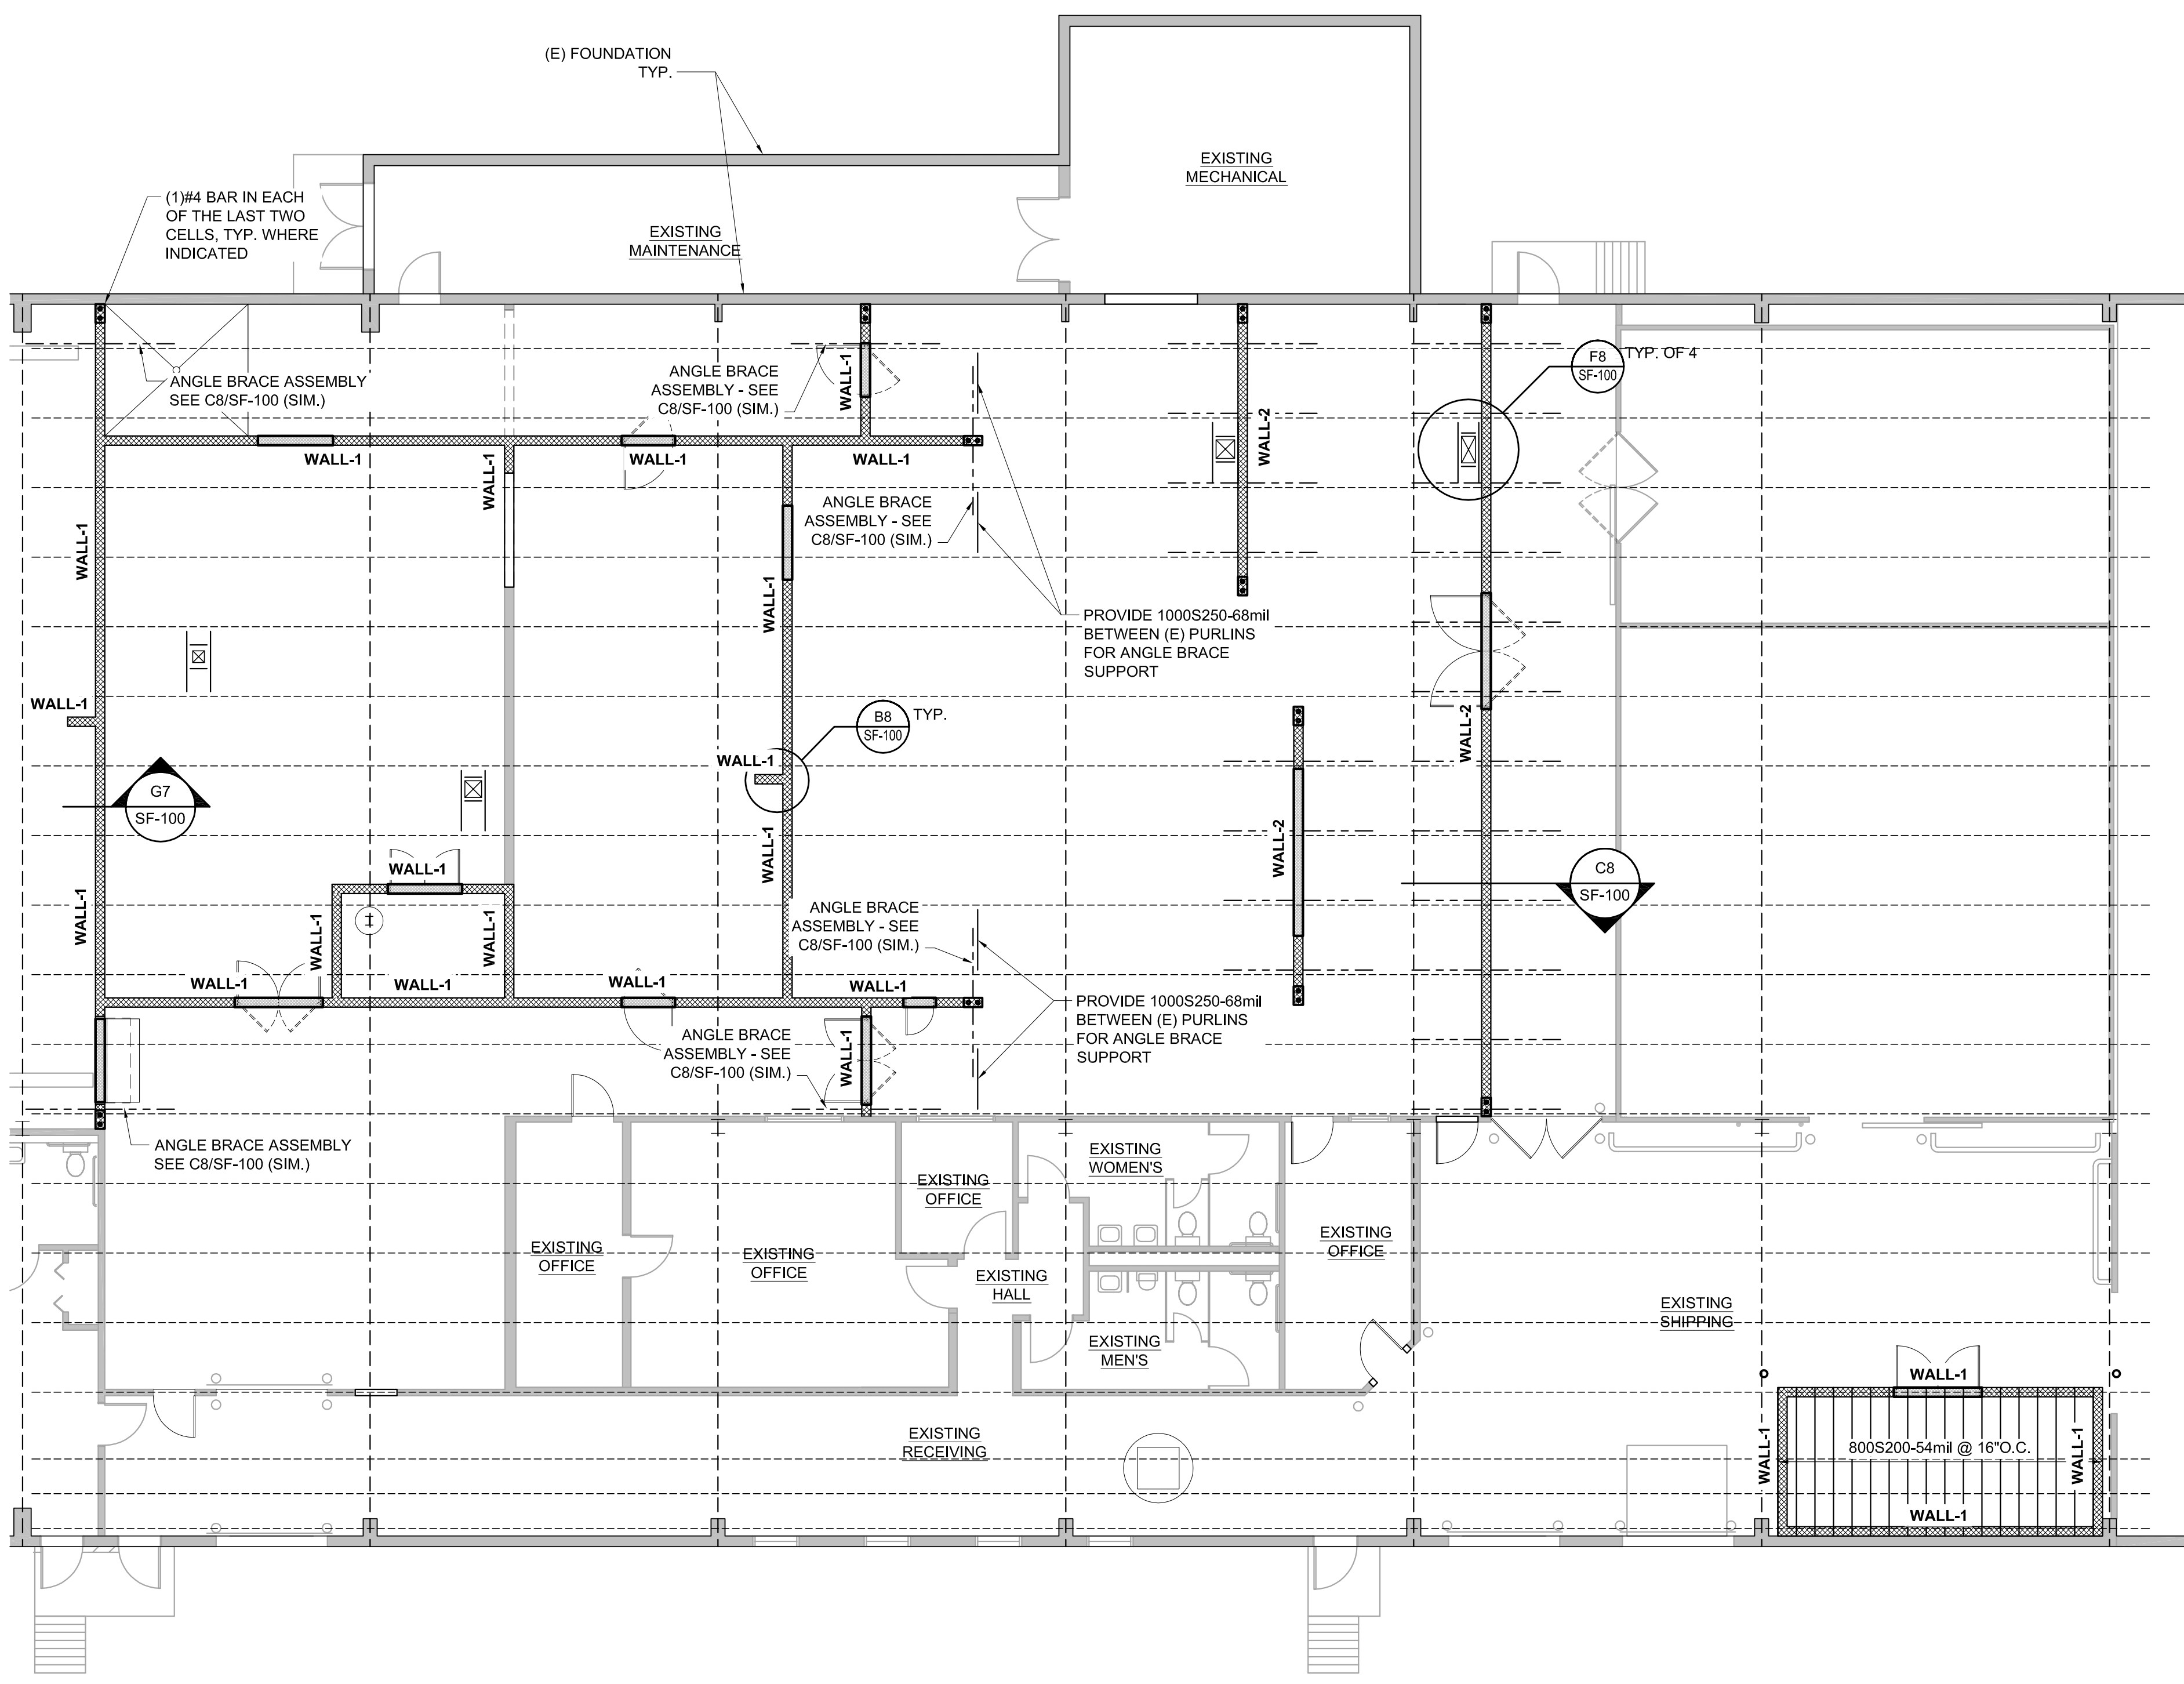 (E) FOUNDATION
TYP.
EXISTING
MECHANICAL
(1)#4 BAR IN EACH
OF THE LAST TWO
CELLS, TYP. WHERE
INDICATED
EXISTING
MAINTENANCE
ANGLE BRACE ASSEMBLY
SEE C8/SF-100 (SIM.)
ANGLE BRACE
ASSEMBLY - SEE
C8/SF-100 (SIM.)
WALL-1
F8
SF-100
TYP. OF 4
WALL-2
WALL-1
WALL-1
WALL-1
WALL-1
ANGLE BRACE
ASSEMBLY - SEE
C8/SF-100 (SIM.)
WALL-1
WALL-1
PROVIDE 1000S250-68mil
BETWEEN (E) PURLINS
FOR ANGLE BRACE
SUPPORT
WALL-1
B8
SF-100
TYP.
WALL-2
WALL-1
G7
SF-100
WALL-1
WALL-2
WALL-1
C8
SF-100
WALL-1
WALL-1
WALL-1
ANGLE BRACE
ASSEMBLY - SEE
C8/SF-100 (SIM.)
WALL-1
WALL-1
WALL-1
WALL-1
PROVIDE 1000S250-68mil
BETWEEN (E) PURLINS
FOR ANGLE BRACE
SUPPORT
ANGLE BRACE
ASSEMBLY - SEE
C8/SF-100 (SIM.)
WALL-1
ANGLE BRACE ASSEMBLY
SEE C8/SF-100 (SIM.)
EXISTING
WOMEN'S
EXISTING
OFFICE
EXISTING
OFFICE
EXISTING
OFFICE
EXISTING
OFFICE
EXISTING
HALL
EXISTING
SHIPPING
EXISTING
MEN'S
WALL-1
EXISTING
RECEIVING
WALL-1
800S200-54mil @ 16"O.C.
WALL-1
WALL-1